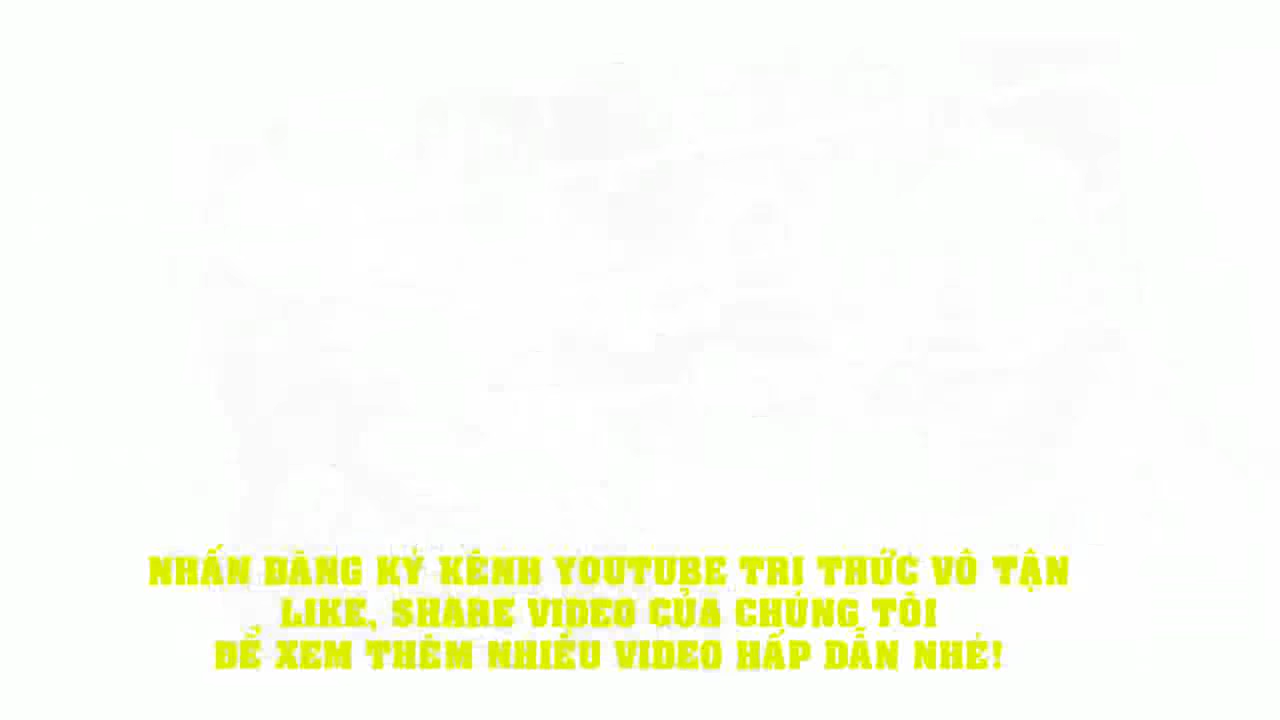 NHẤN ĐĂNG KÝ KÊNH YOUTUBE TRI THỨC VÔ TẬN
LIKE, SHARE VIDEO CỦA CHÚNG TÔI
ĐỂ XEM THÊM NHIỀU VIDEO HẤP DẪN NHÉ!